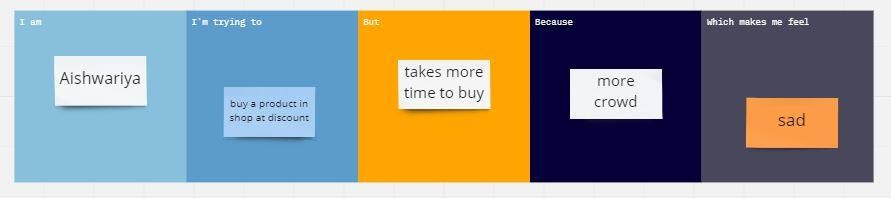 I am
Aishwariya
I'm trying to
buy a product in
shop at discount
But
takes more
time to buy
Because
more
crowd
Which makes me feel
sad